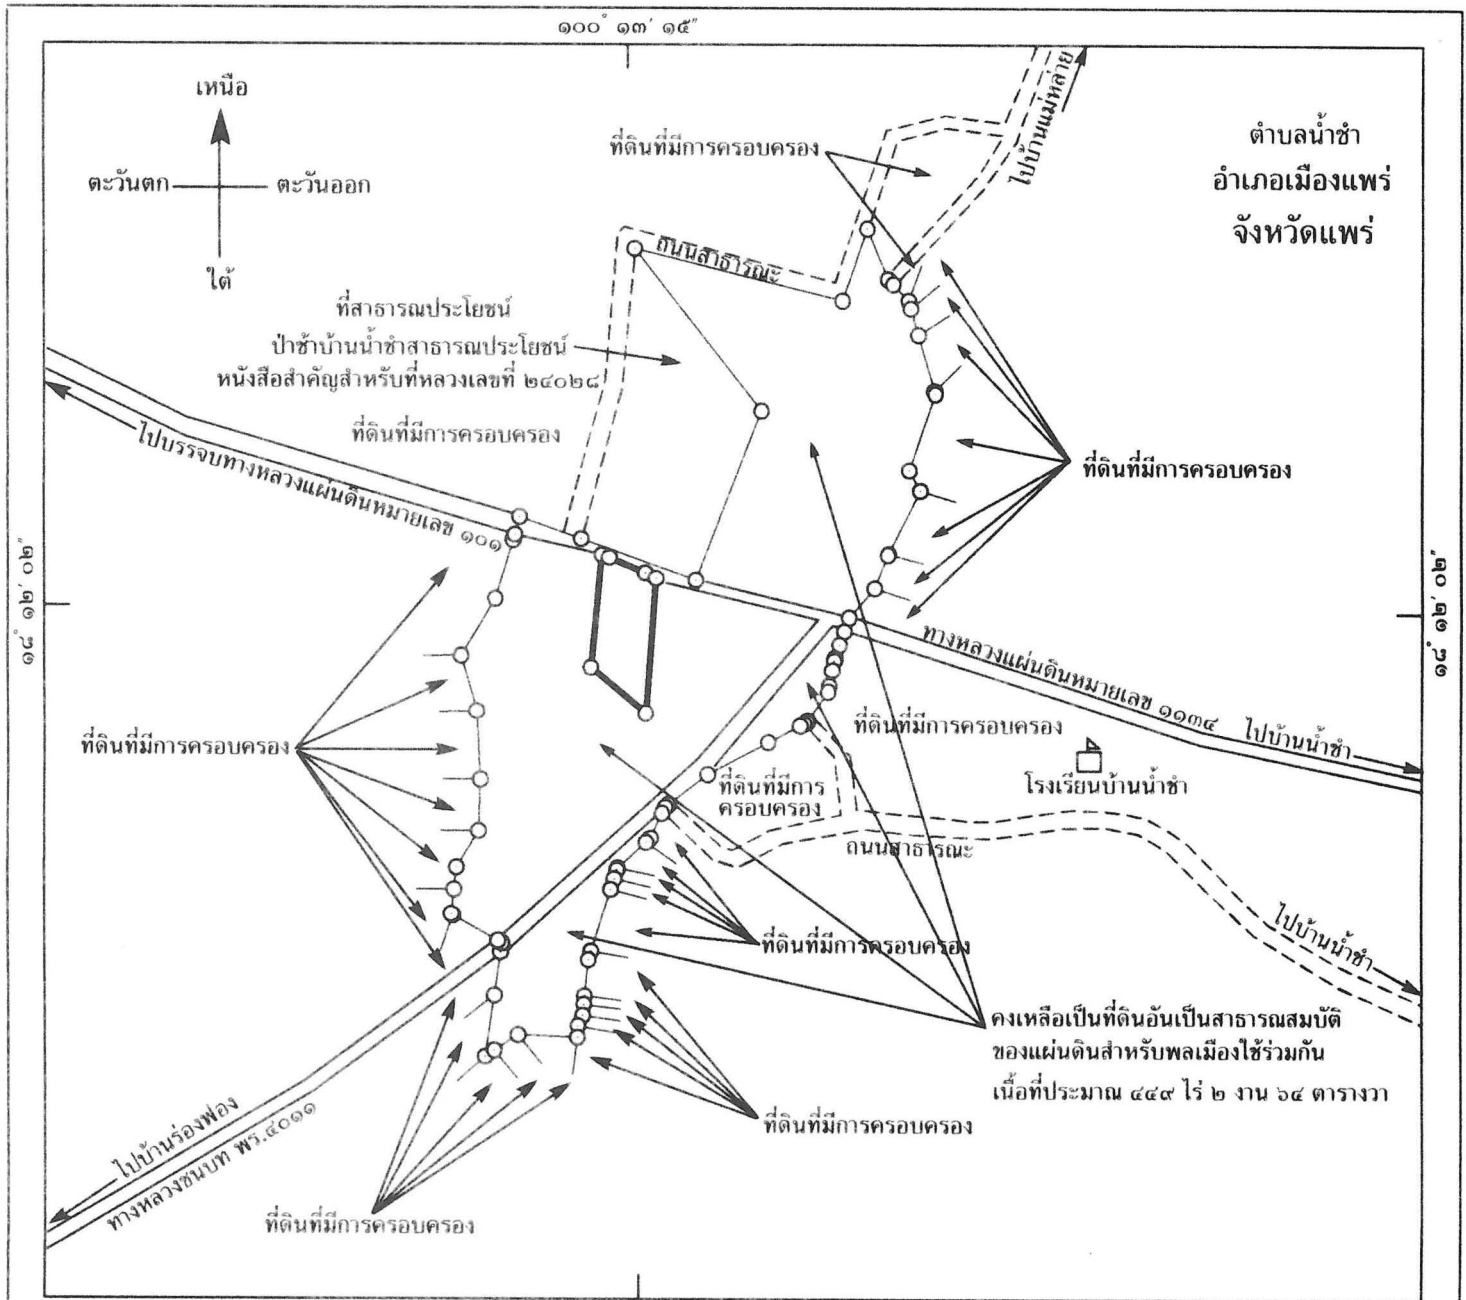 ๑๐๐° ๑๓′ ๑๕″
เหนือ
ตะวันตก
ตะวันออก
ใต้
ตำบลน้ำชำ
อำเภอเมืองแพร่
จังหวัดแพร่
ที่ดินที่มีการครอบครอง
ไปบ้านแม่หล่าย
ถนนสาธารณะ
ที่สาธารณประโยชน์
ป่าช้าบ้านน้ำชำสาธารณประโยชน์
หนังสือสำคัญสำหรับที่หลวงเลขที่ ๒๔๐๒๘
ที่ดินที่มีการครอบครอง
ที่ดินที่มีการครอบครอง
ไปบรรจบทางหลวงแผ่นดินหมายเลข ๑๐๑
๑๘° ๑๒′ ๐๒″
๑๘° ๑๒′ ๐๒″
ทางหลวงแผ่นดินหมายเลข ๑๑๓๔
ไปบ้านน้ำชำ
ที่ดินที่มีการครอบครอง
ที่ดินที่มีการครอบครอง
โรงเรียนบ้านน้ำชำ
ที่ดินที่มีการ
ครอบครอง
ถนนสาธารณะ
ไปบ้านน้ำชำ
ที่ดินที่มีการครอบครอง
คงเหลือเป็นที่ดินอันเป็นสาธารณสมบัติ
ของแผ่นดินสำหรับพลเมืองใช้ร่วมกัน
เนื้อที่ประมาณ ๔๔๙ ไร่ ๒ งาน ๖๔ ตารางวา
ที่ดินที่มีการครอบครอง
ไปบ้านร่องฟอง
ทางหลวงชนบท พร.๔๐๑๑
ที่ดินที่มีการครอบครอง